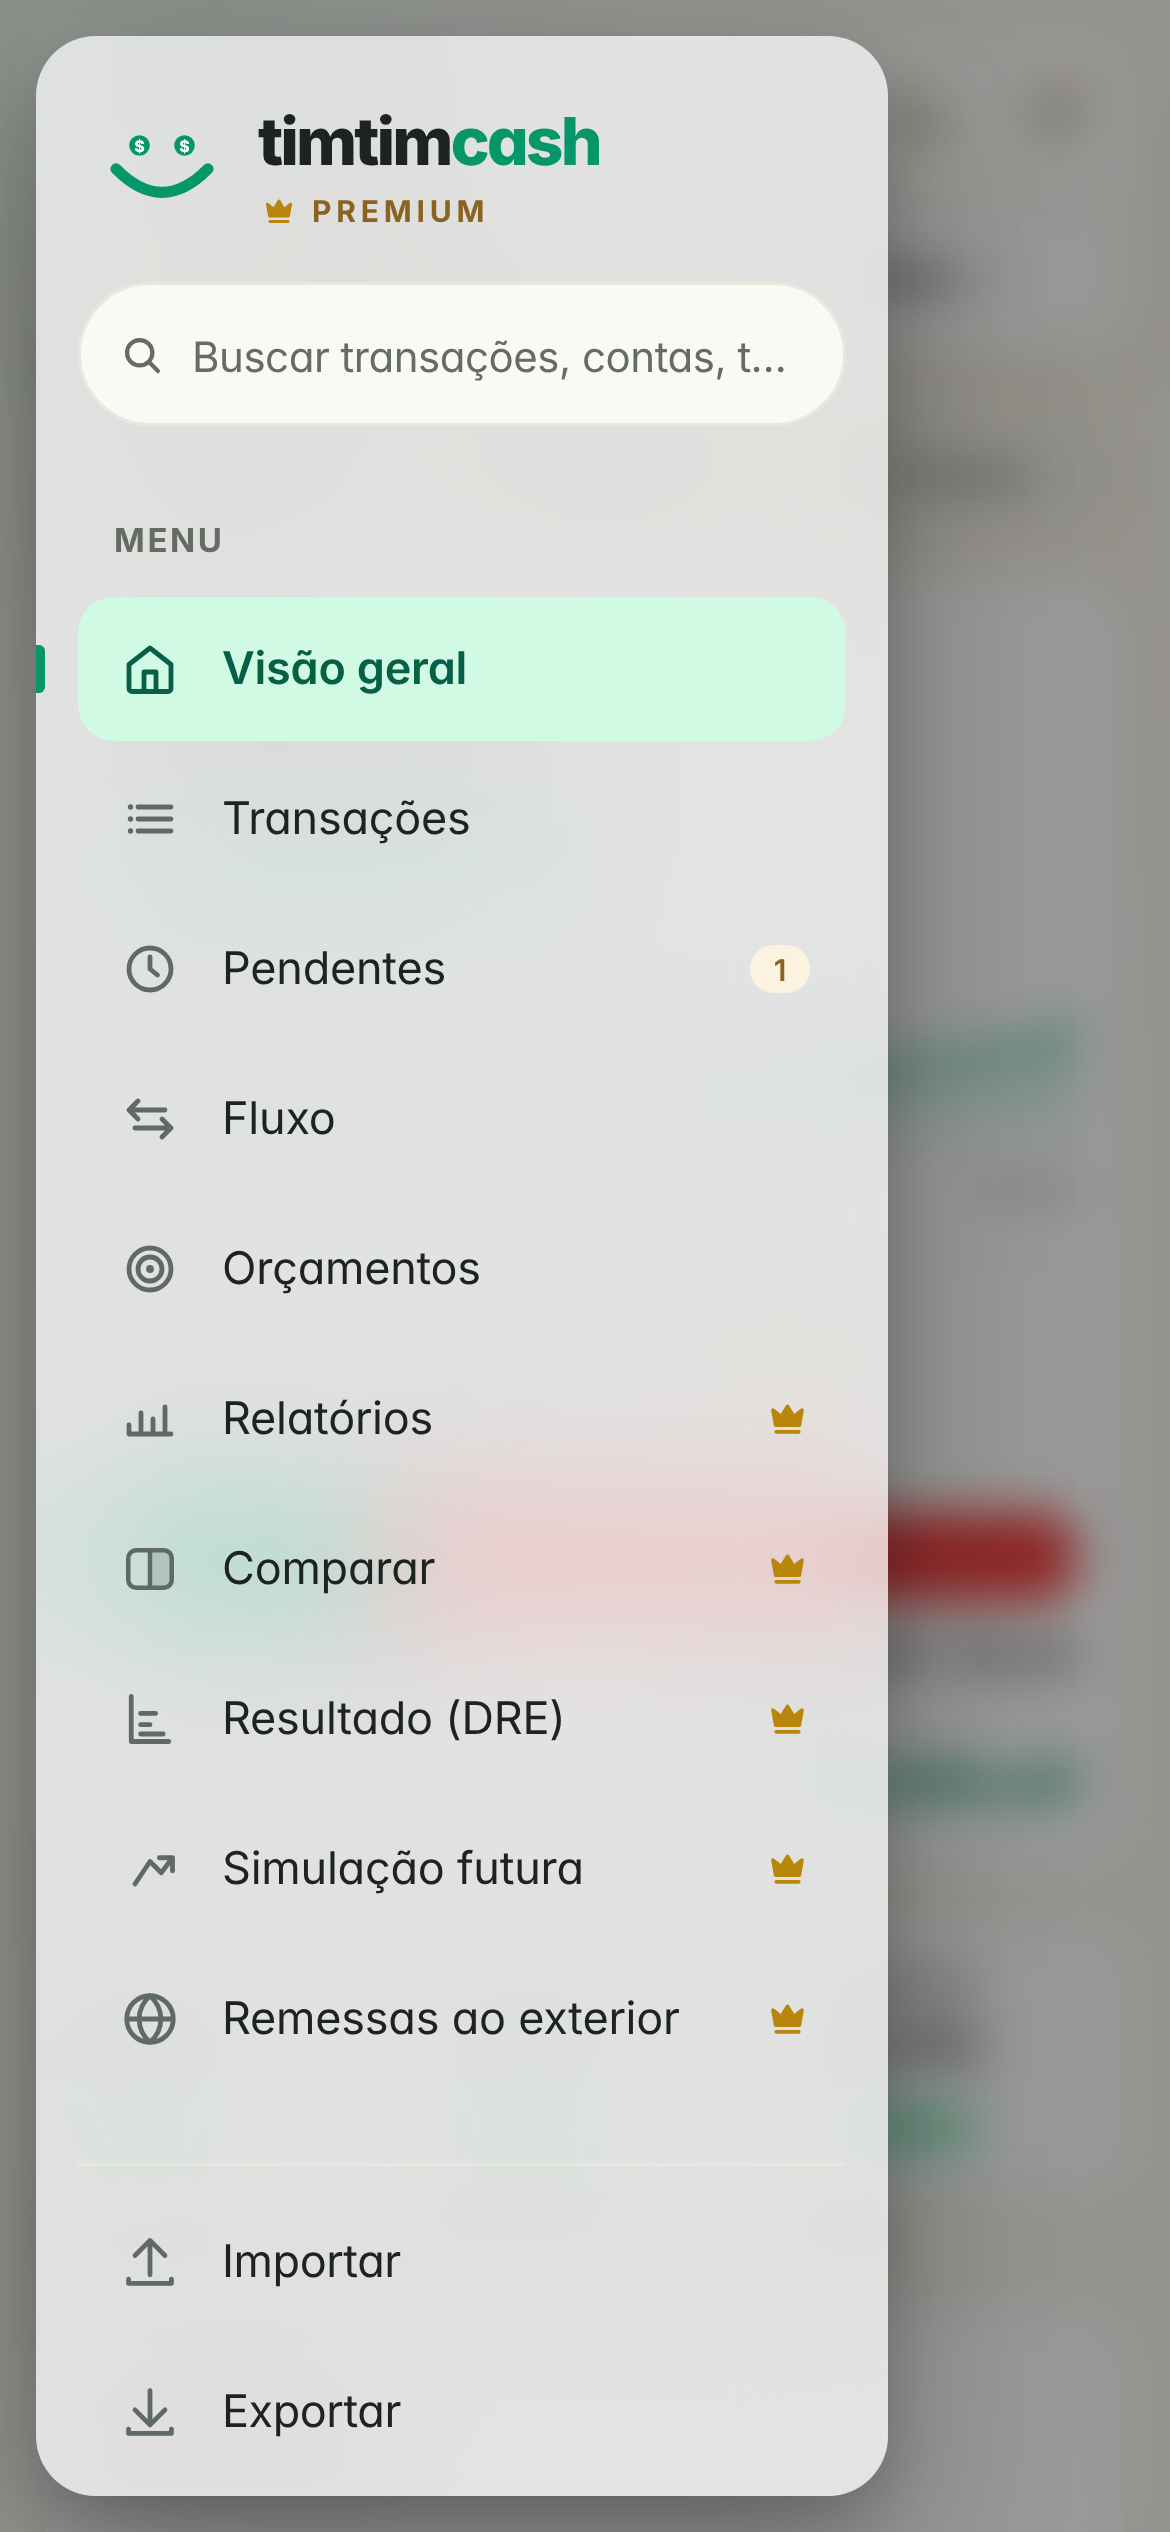 timtimcash
PREMIUM
Buscar transações, contas, t...
MENU
Visão geral
Transações
Pendentes 1
Fluxo
Orçamentos
Relatórios
Comparar
Resultado (DRE)
Simulação futura
Remessas ao exterior
Importar
Exportar